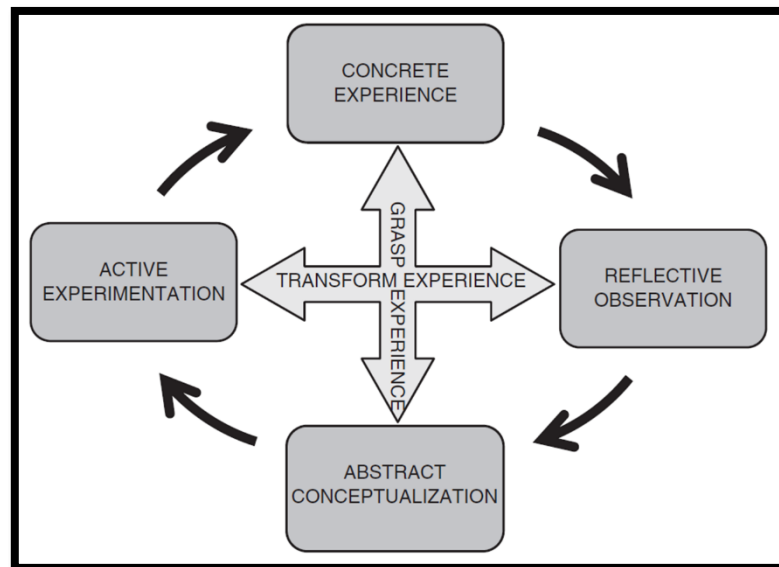 CONCRETE
EXPERIENCE
GRASP EXPERIENCE
ACTIVE
EXPERIMENTATION
TRANSFORM EXPERIENCE
REFLECTIVE
OBSERVATION
ABSTRACT
CONCEPTUALIZATION